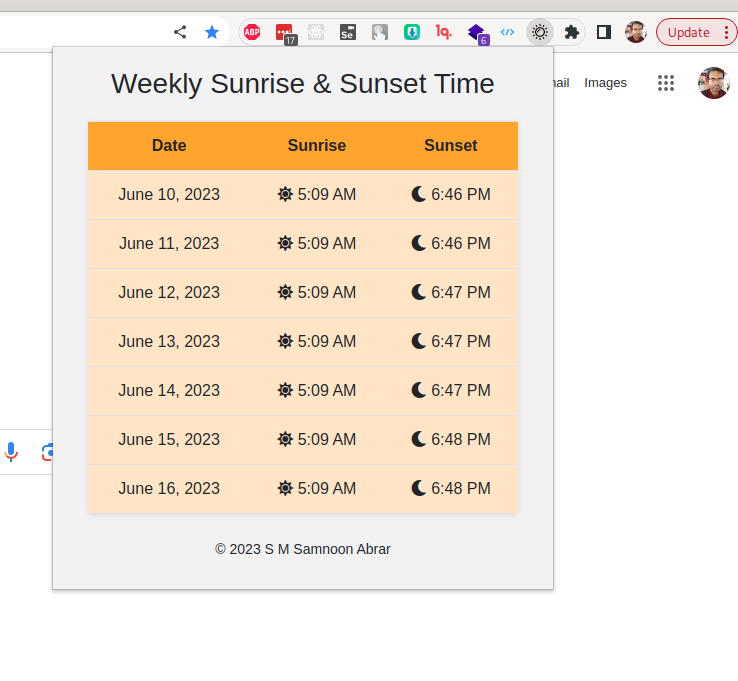 ABP 17 Se 1q. 6 </> Update
Weekly Sunrise & Sunset Time
ail Images
Date Sunrise Sunset
June 10, 2023 5:09 AM 6:46 PM
June 11, 2023 5:09 AM 6:46 PM
June 12, 2023 5:09 AM 6:47 PM
June 13, 2023 5:09 AM 6:47 PM
June 14, 2023 5:09 AM 6:47 PM
June 15, 2023 5:09 AM 6:48 PM
June 16, 2023 5:09 AM 6:48 PM
© 2023 S M Samnoon Abrar